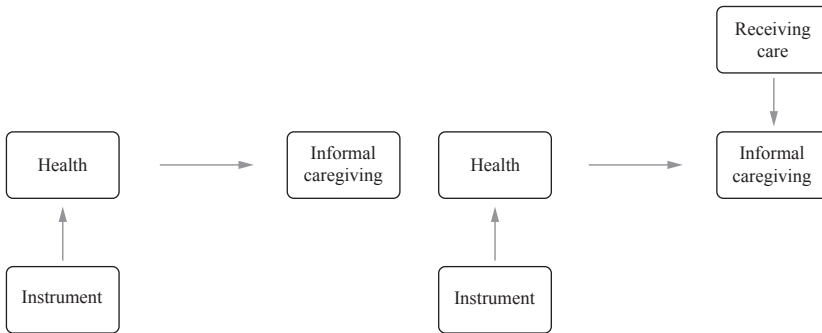 Receiving
care
Health
Informal
caregiving
Health
Informal
caregiving
Instrument
Instrument